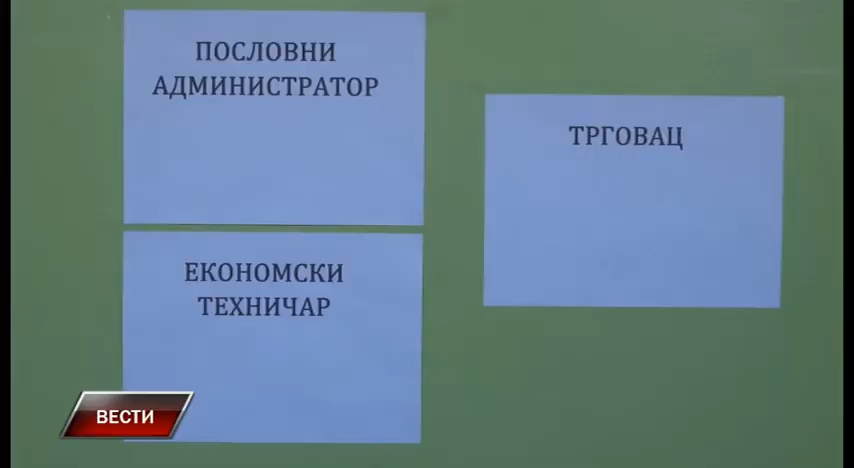 ПОСЛОВНИ
АДМИНИСТРАТОР
ТРГОВАЦ
ЕКОНОМСКИ
ТЕХНИЧАР
ВЕСТИ